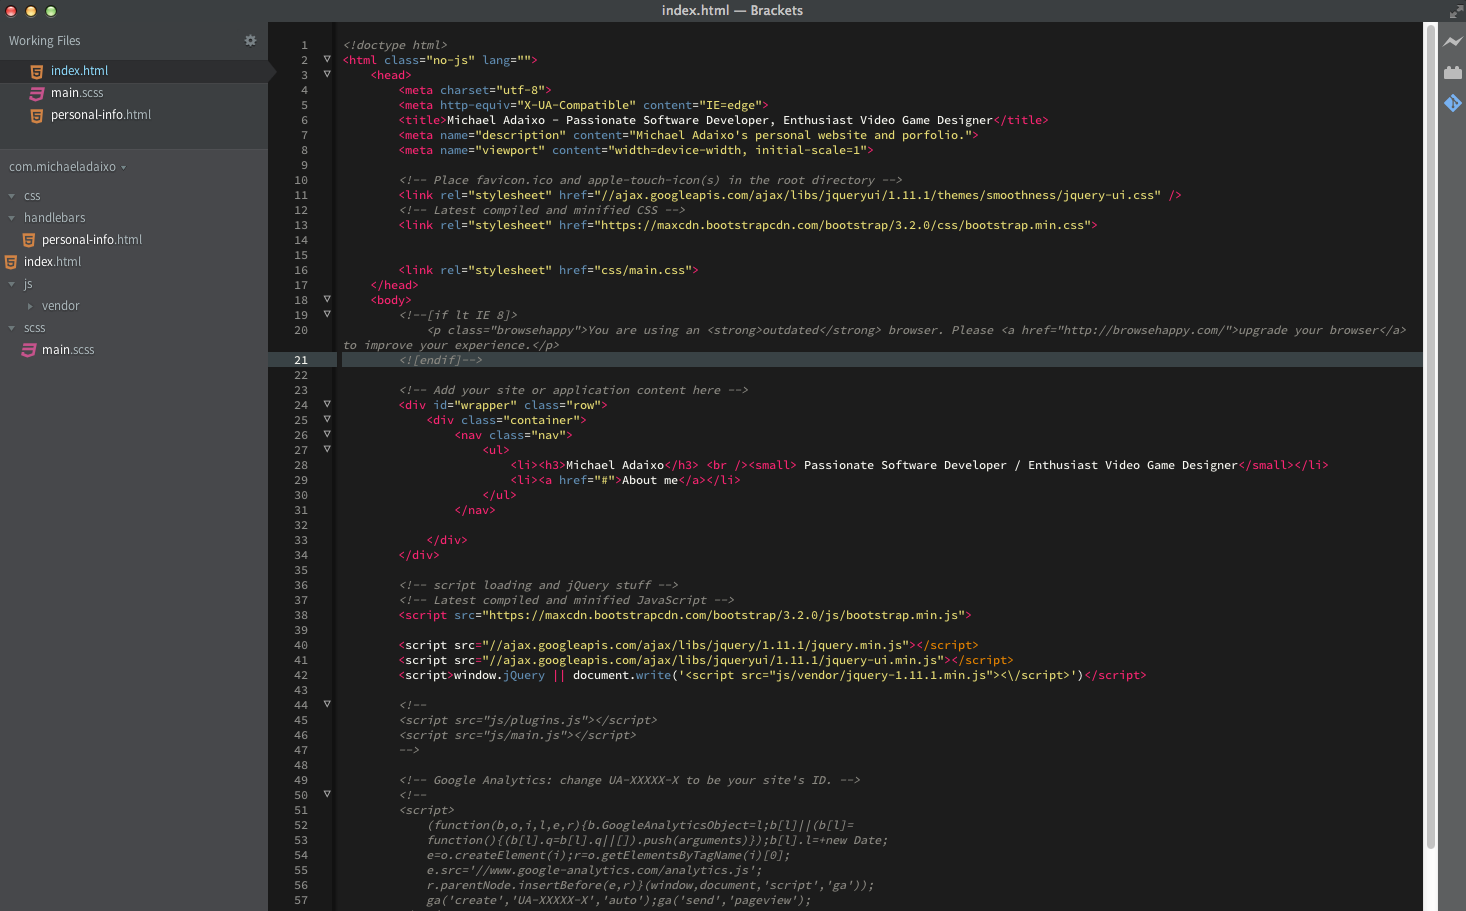 index.html — Brackets
Working Files
index.html
main.scss
personal-info.html
com.michaeladaixo
css
handlebars
personal-info.html
index.html
js
vendor
scss
main.scss
1 <!doctype html>
2 <html class="no-js" lang="">
3 <head>
4 <meta charset="utf-8">
5 <meta http-equiv="X-UA-Compatible" content="IE=edge">
6 <title>Michael Adaixo - Passionate Software Developer, Enthusiast Video Game Designer</title>
7 <meta name="description" content="Michael Adaixo's personal website and porfolio.">
8 <meta name="viewport" content="width=device-width, initial-scale=1">
9
10 <!-- Place favicon.ico and apple-touch-icon(s) in the root directory -->
11 <link rel="stylesheet" href="//ajax.googleapis.com/ajax/libs/jqueryui/1.11.1/themes/smoothness/jquery-ui.css" />
12 <!-- Latest compiled and minified CSS -->
13 <link rel="stylesheet" href="https://maxcdn.bootstrapcdn.com/bootstrap/3.2.0/css/bootstrap.min.css">
14
15
16 <link rel="stylesheet" href="css/main.css">
17 </head>
18 <body>
19 <!--[if lt IE 8]>
20 <p class="browsehappy">You are using an <strong>outdated</strong> browser. Please <a href="http://browsehappy.com/">upgrade your browser</a>
to improve your experience.</p>
21 <![endif]-->
22
23 <!-- Add your site or application content here -->
24 <div id="wrapper" class="row">
25 <div class="container">
26 <nav class="nav">
27 <ul>
28 <li><h3>Michael Adaixo</h3> <br /><small> Passionate Software Developer / Enthusiast Video Game Designer</small></li>
29 <li><a href="#">About me</a></li>
30 </ul>
31 </nav>
32
33 </div>
34 </div>
35
36 <!-- script loading and jQuery stuff -->
37 <!-- Latest compiled and minified JavaScript -->
38 <script src="https://maxcdn.bootstrapcdn.com/bootstrap/3.2.0/js/bootstrap.min.js">
39
40 <script src="//ajax.googleapis.com/ajax/libs/jquery/1.11.1/jquery.min.js"></script>
41 <script src="//ajax.googleapis.com/ajax/libs/jqueryui/1.11.1/jquery-ui.min.js"></script>
42 <script>window.jQuery || document.write('<script src="js/vendor/jquery-1.11.1.min.js"><\/script>')</script>
43
44 <!--
45 <script src="js/plugins.js"></script>
46 <script src="js/main.js"></script>
47 -->
48
49 <!-- Google Analytics: change UA-XXXXX-X to be your site's ID. -->
50 <!--
51 <script>
52 (function(b,o,i,l,e,r){b.GoogleAnalyticsObject=l;b[l]||(b[l]=
53 function(){(b[l].q=b[l].q||[]).push(arguments)});b[l].l=+new Date;
54 e=o.createElement(i);r=o.getElementsByTagName(i)[0];
55 e.src='//www.google-analytics.com/analytics.js';
56 r.parentNode.insertBefore(e,r)}(window,document,'script','ga'));
57 ga('create','UA-XXXXX-X','auto');ga('send','pageview');